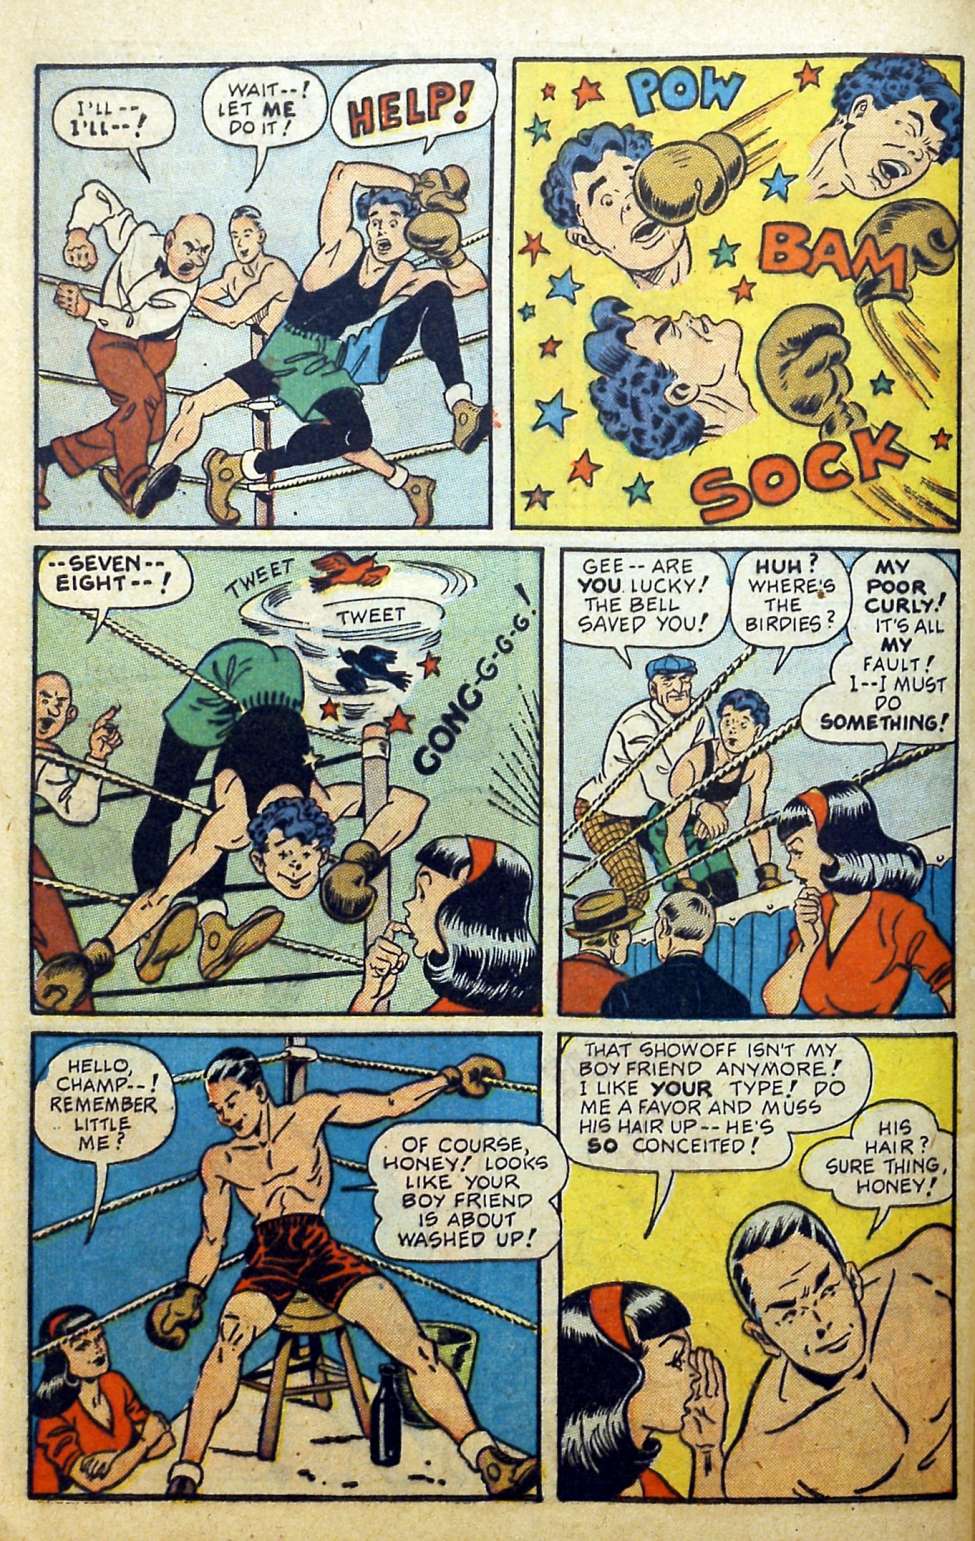 I'LL--
I'LL--!
WAIT--!
LET ME
DO IT!
HELP!
POW
BAM
SOCK
--SEVEN--
EIGHT--!
TWEET
TWEET
GONG-G-G-G!
GEE-- ARE
YOU LUCKY!
THE BELL
SAVED YOU!
HUH?
WHERE'S
THE
BIRDIES?
MY
POOR
CURLY!
IT'S ALL
MY
FAULT!
I--I MUST
DO
SOMETHING!
HELLO,
CHAMP--!
REMEMBER
LITTLE
ME?
OF COURSE,
HONEY! LOOKS
LIKE YOUR
BOY FRIEND
IS ABOUT
WASHED UP!
THAT SHOWOFF ISN'T MY
BOY FRIEND ANYMORE!
I LIKE YOUR TYPE! DO
ME A FAVOR AND MUSS
HIS HAIR UP-- HE'S
SO CONCEITED!
HIS
HAIR?
SURE THING,
HONEY!